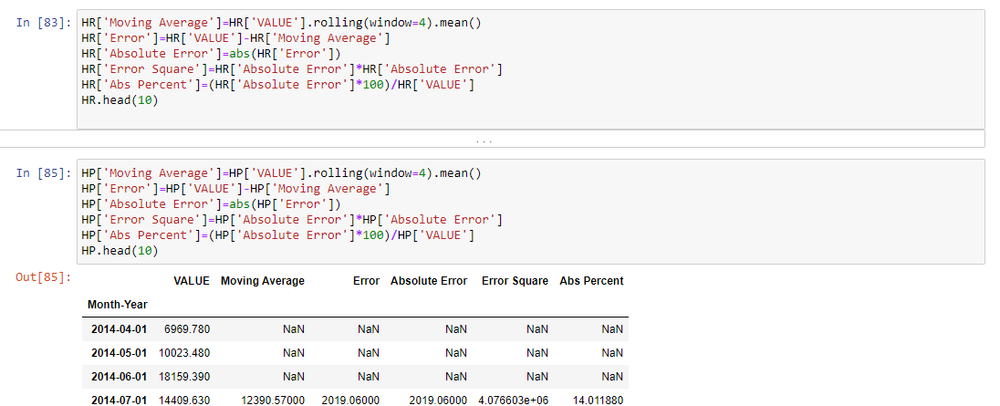 In [83]: HR['Moving Average']=HR['VALUE'].rolling(window=4).mean()
HR['Error']=HR['VALUE']-HR['Moving Average']
HR['Absolute Error']=abs(HR['Error'])
HR['Error Square']=HR['Absolute Error']*HR['Absolute Error']
HR['Abs Percent']=(HR['Absolute Error']*100)/HR['VALUE']
HR.head(10)
...
In [85]: HP['Moving Average']=HP['VALUE'].rolling(window=4).mean()
HP['Error']=HP['VALUE']-HP['Moving Average']
HP['Absolute Error']=abs(HP['Error'])
HP['Error Square']=HP['Absolute Error']*HP['Absolute Error']
HP['Abs Percent']=(HP['Absolute Error']*100)/HP['VALUE']
HP.head(10)
Out[85]:
VALUE Moving Average Error Absolute Error Error Square Abs Percent
Month-Year
2014-04-01 6969.780 NaN NaN NaN NaN NaN
2014-05-01 10023.480 NaN NaN NaN NaN NaN
2014-06-01 18159.390 NaN NaN NaN NaN NaN
2014-07-01 14409.630 12390.57000 2019.06000 2019.06000 4.076603e+06 14.011880